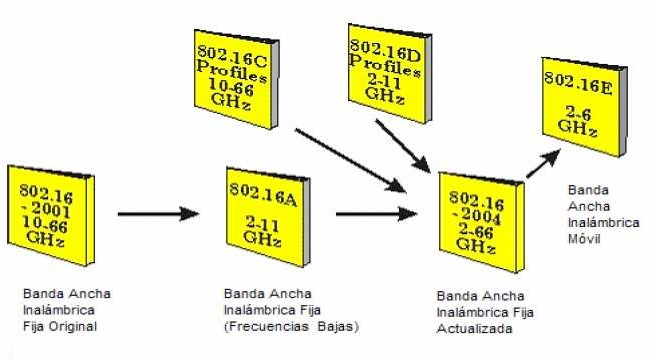 802.16C
Profiles
10-66
GHz
802.16D
Profiles
2-11
GHz
802.16E
2-6
GHz
802.16
- 2001
10-66
GHz
802.16A
2-11
GHz
802.16
- 2004
2-66
GHz
Banda
Ancha
Inalámbrica
Móvil
Banda Ancha
Inalámbrica
Fija Original
Banda Ancha
Inalámbrica Fija
(Frecuencias Bajas)
Banda Ancha
Inalámbrica Fija
Actualizada